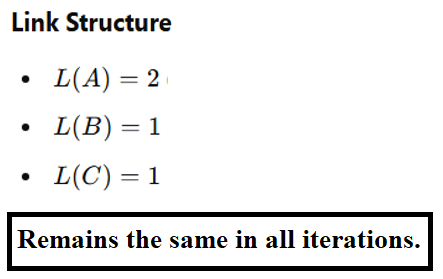 Link Structure
• L(A) = 2
• L(B) = 1
• L(C) = 1
Remains the same in all iterations.